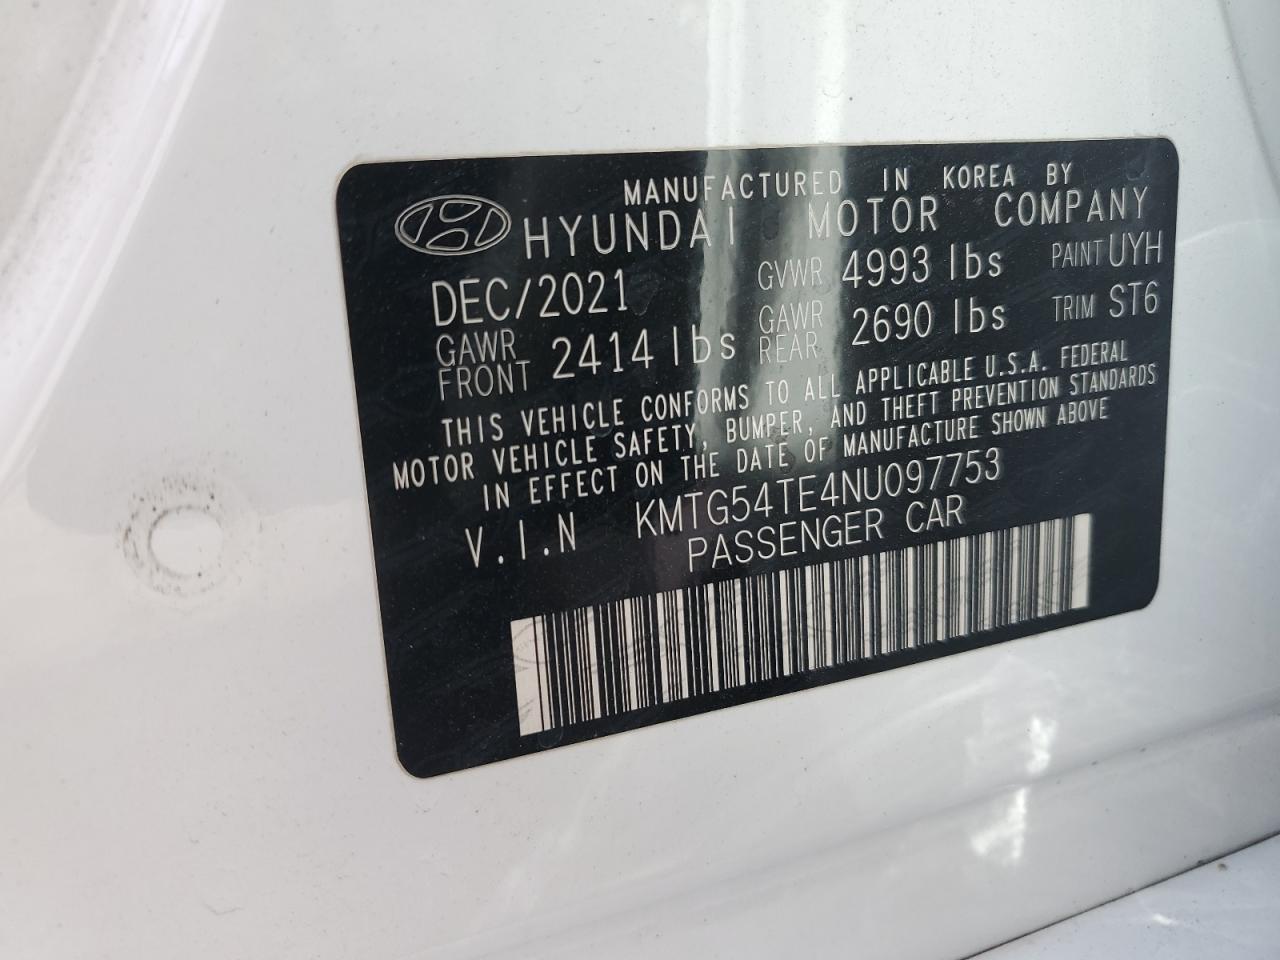 MANUFACTURED IN KOREA BY
HYUNDAI MOTOR COMPANY
DEC/2021 GVWR 4993 lbs PAINT UYH
GAWR FRONT 2414 lbs GAWR REAR 2690 lbs TRIM ST6
THIS VEHICLE CONFORMS TO ALL APPLICABLE U.S.A. FEDERAL
MOTOR VEHICLE SAFETY, BUMPER, AND THEFT PREVENTION STANDARDS
IN EFFECT ON THE DATE OF MANUFACTURE SHOWN ABOVE
V.I.N KMTG54TE4NU097753
PASSENGER CAR